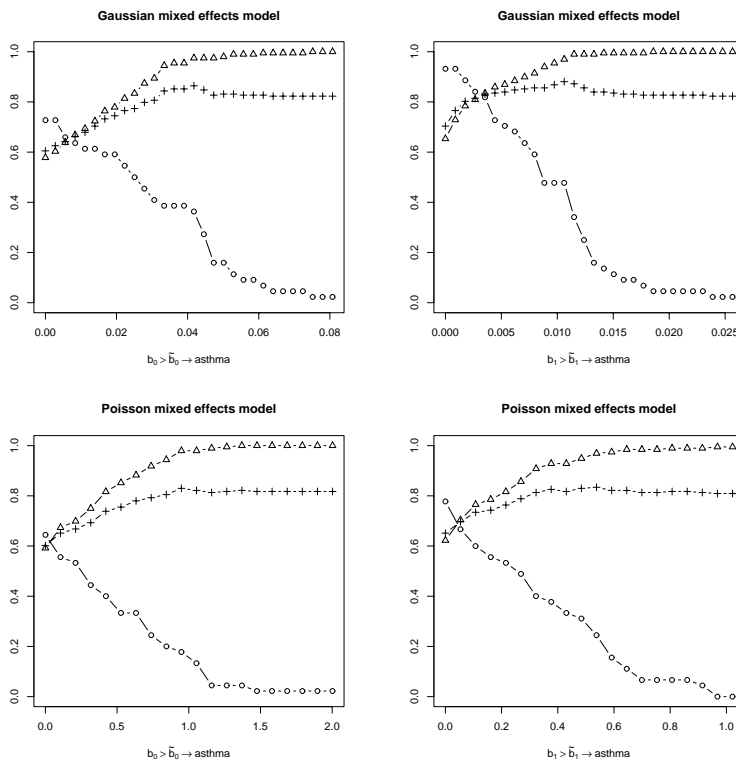 Gaussian mixed effects model
1.0
0.8
0.6
0.4
0.2
0.0
0.00 0.02 0.04 0.06 0.08
b₀ > b̃₀ → asthma
Gaussian mixed effects model
1.0
0.8
0.6
0.4
0.2
0.0
0.000 0.005 0.010 0.015 0.020 0.025
b₁ > b̃₁ → asthma
Poisson mixed effects model
1.0
0.8
0.6
0.4
0.2
0.0
0.0 0.5 1.0 1.5 2.0
b₀ > b̃₀ → asthma
Poisson mixed effects model
1.0
0.8
0.6
0.4
0.2
0.0
0.0 0.2 0.4 0.6 0.8 1.0
b₁ > b̃₁ → asthma